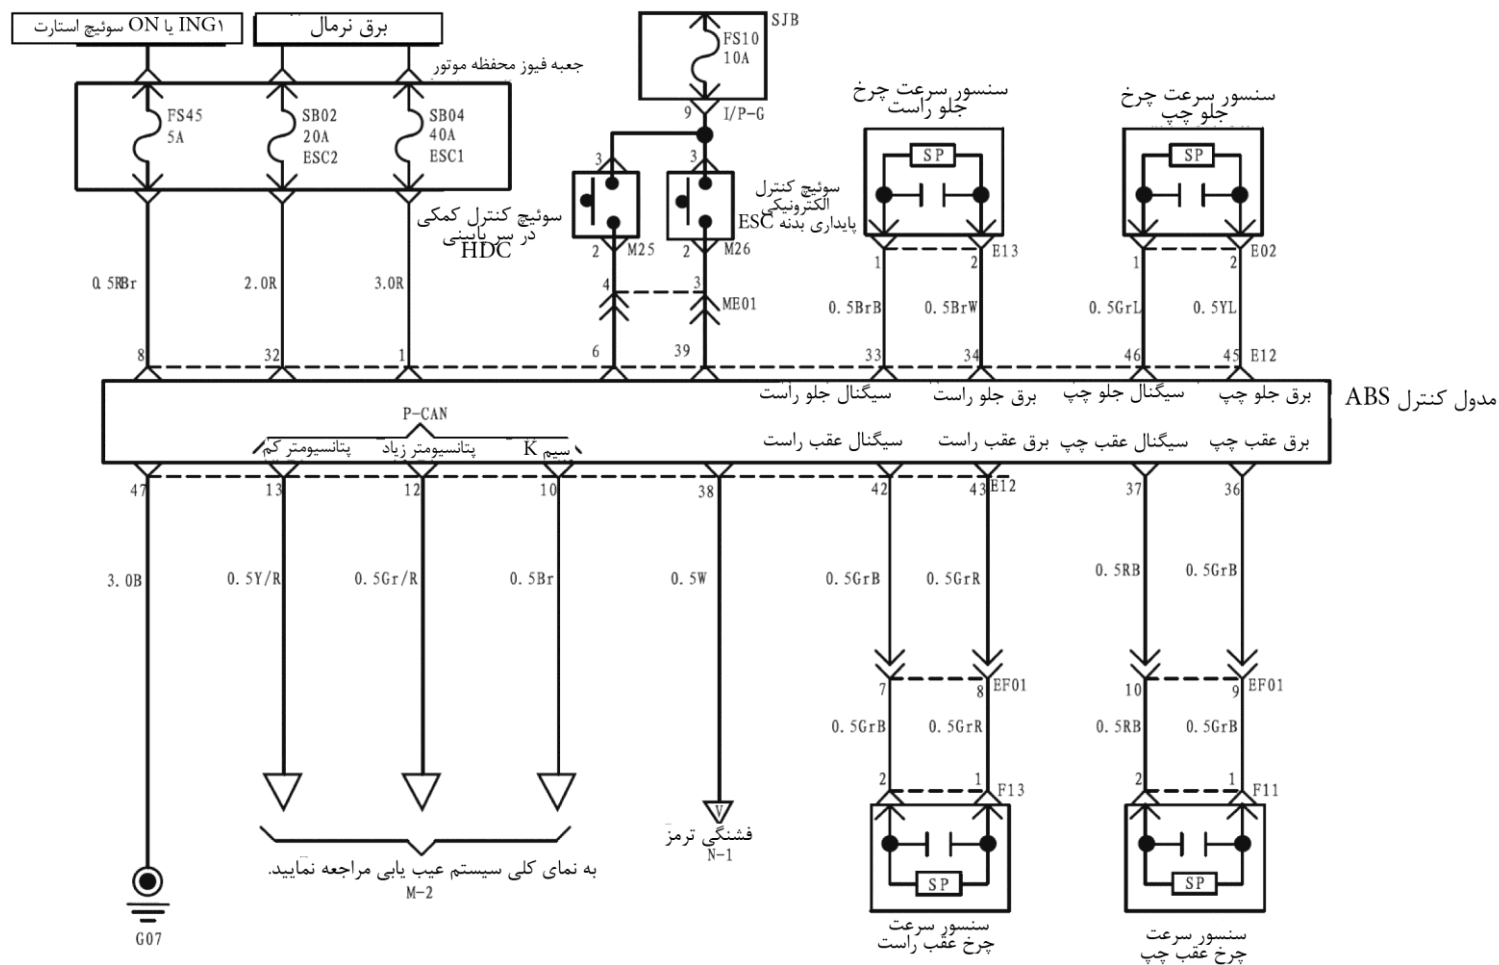 سوئیچ استارت ON یا ING۱
برق نرمال
جعبه فیوز محفظه موتور
FS45
5A
SB02
20A
ESC2
SB04
40A
ESC1
SJB
FS10
10A
9
I/P-G
3
3
سوئیچ کنترل کمکی
در سر پایینی
HDC
2
M25
2
M26
سوئیچ کنترل
الکترونیکی
پایداری بدنه ESC
سنسور سرعت چرخ
جلو راست
SP
1
2
E13
سنسور سرعت چرخ
جلو چپ
SP
1
2
E02
4
3
ME01
2.0R
3.0R
0.5BrB
0.5BrW
0.5GrL
0.5YL
8
32
1
6
39
33
34
46
45
E12
سیگنال جلو راست
برق جلو راست
سیگنال جلو چپ
برق جلو چپ
مدول کنترل ABS
P-CAN
پتانسیومتر کم
پتانسیومتر زیاد
سیم K
سیگنال عقب راست
برق عقب راست
سیگنال عقب چپ
برق عقب چپ
47
13
12
10
38
42
43
E12
37
36
3.0B
0.5Y/R
0.5Gr/R
0.5Br
0.5W
0.5GrB
0.5GrR
0.5RB
0.5GrB
7
8
EF01
10
9
EF01
0.5GrB
0.5GrR
0.5RB
0.5GrB
2
1
F13
2
1
F11
V
فشنگی ترمز
N-1
به نمای کلی سیستم عیب یابی مراجعه نمایید.
M-2
G07
SP
سنسور سرعت
چرخ عقب راست
SP
سنسور سرعت
چرخ عقب چپ